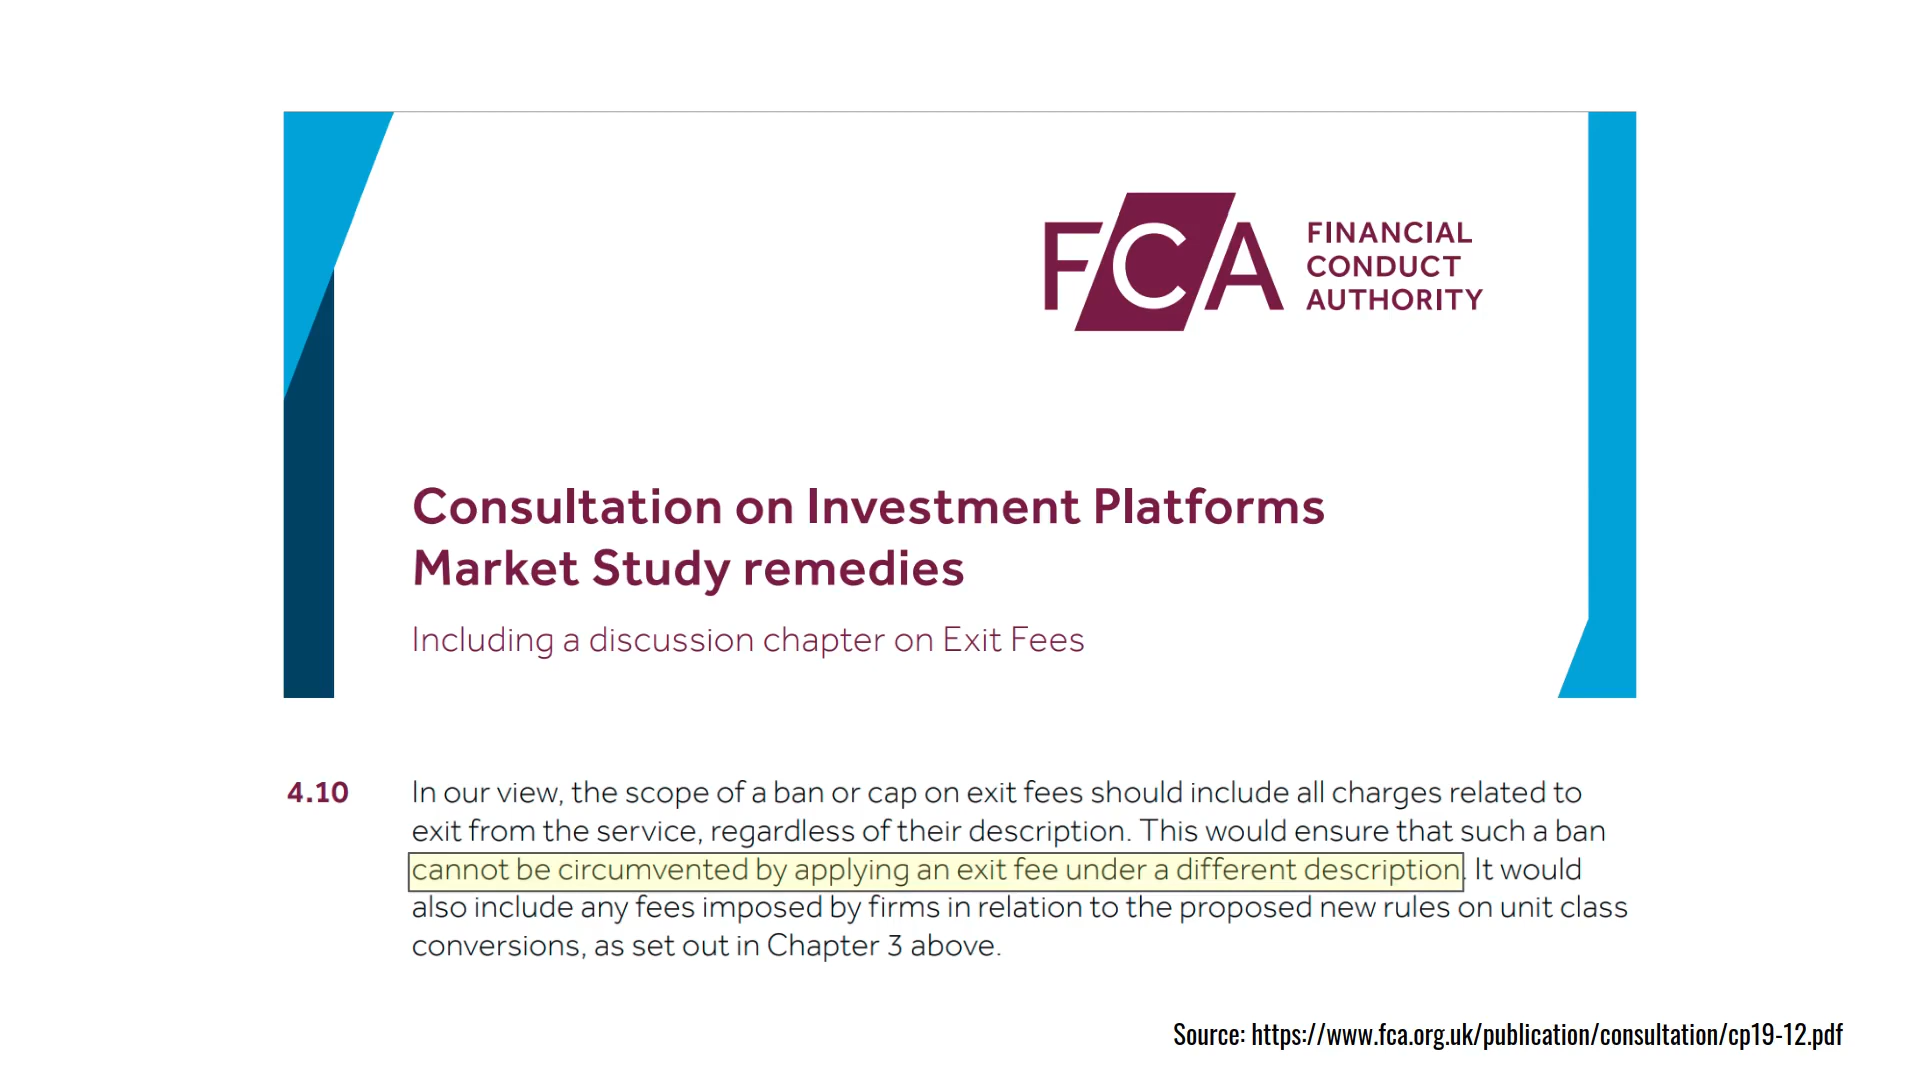 FCA
FINANCIAL
CONDUCT
AUTHORITY
Consultation on Investment Platforms
Market Study remedies
Including a discussion chapter on Exit Fees
4.10 In our view, the scope of a ban or cap on exit fees should include all charges related to
exit from the service, regardless of their description. This would ensure that such a ban
cannot be circumvented by applying an exit fee under a different description. It would
also include any fees imposed by firms in relation to the proposed new rules on unit class
conversions, as set out in Chapter 3 above.
Source: https://www.fca.org.uk/publication/consultation/cp19-12.pdf